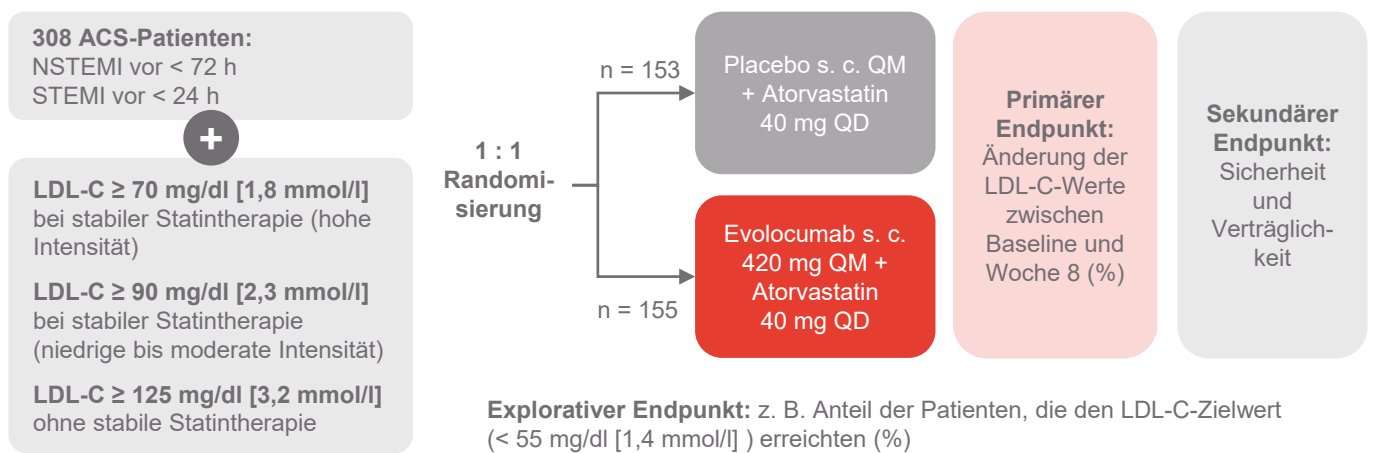 308 ACS-Patienten:
NSTEMI vor < 72 h
STEMI vor < 24 h
+
LDL-C ≥ 70 mg/dl [1,8 mmol/l]
bei stabiler Statintherapie (hohe
Intensität)
LDL-C ≥ 90 mg/dl [2,3 mmol/l]
bei stabiler Statintherapie
(niedrige bis moderate Intensität)
LDL-C ≥ 125 mg/dl [3,2 mmol/l]
ohne stabile Statintherapie
1 : 1
Randomi-
sierung
n = 153
Placebo s. c. QM
+ Atorvastatin
40 mg QD
n = 155
Evolocumab s. c.
420 mg QM +
Atorvastatin
40 mg QD
Primärer
Endpunkt:
Änderung der
LDL-C-Werte
zwischen
Baseline und
Woche 8 (%)
Sekundärer
Endpunkt:
Sicherheit
und
Verträglich-
keit
Explorativer Endpunkt: z. B. Anteil der Patienten, die den LDL-C-Zielwert
(< 55 mg/dl [1,4 mmol/l] ) erreichten (%)